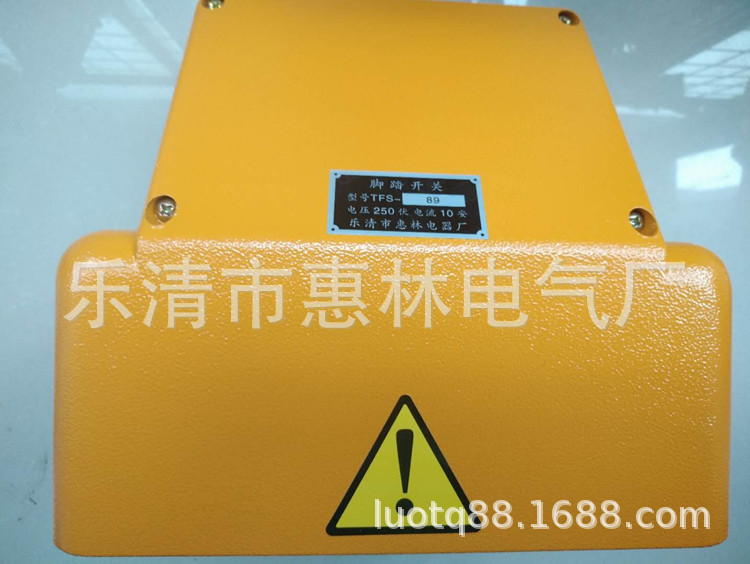 脚踏开关
型号TFS-89
电压250伏 电流10安
乐清市惠林电器厂
乐清市惠林电气厂
luotq88.1688.com